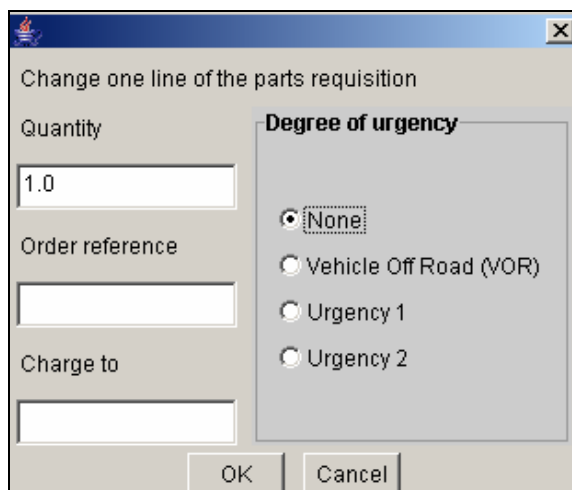 Change one line of the parts requisition
Quantity
1.0
Order reference
Charge to
Degree of urgency
None
Vehicle Off Road (VOR)
Urgency 1
Urgency 2
OK
Cancel